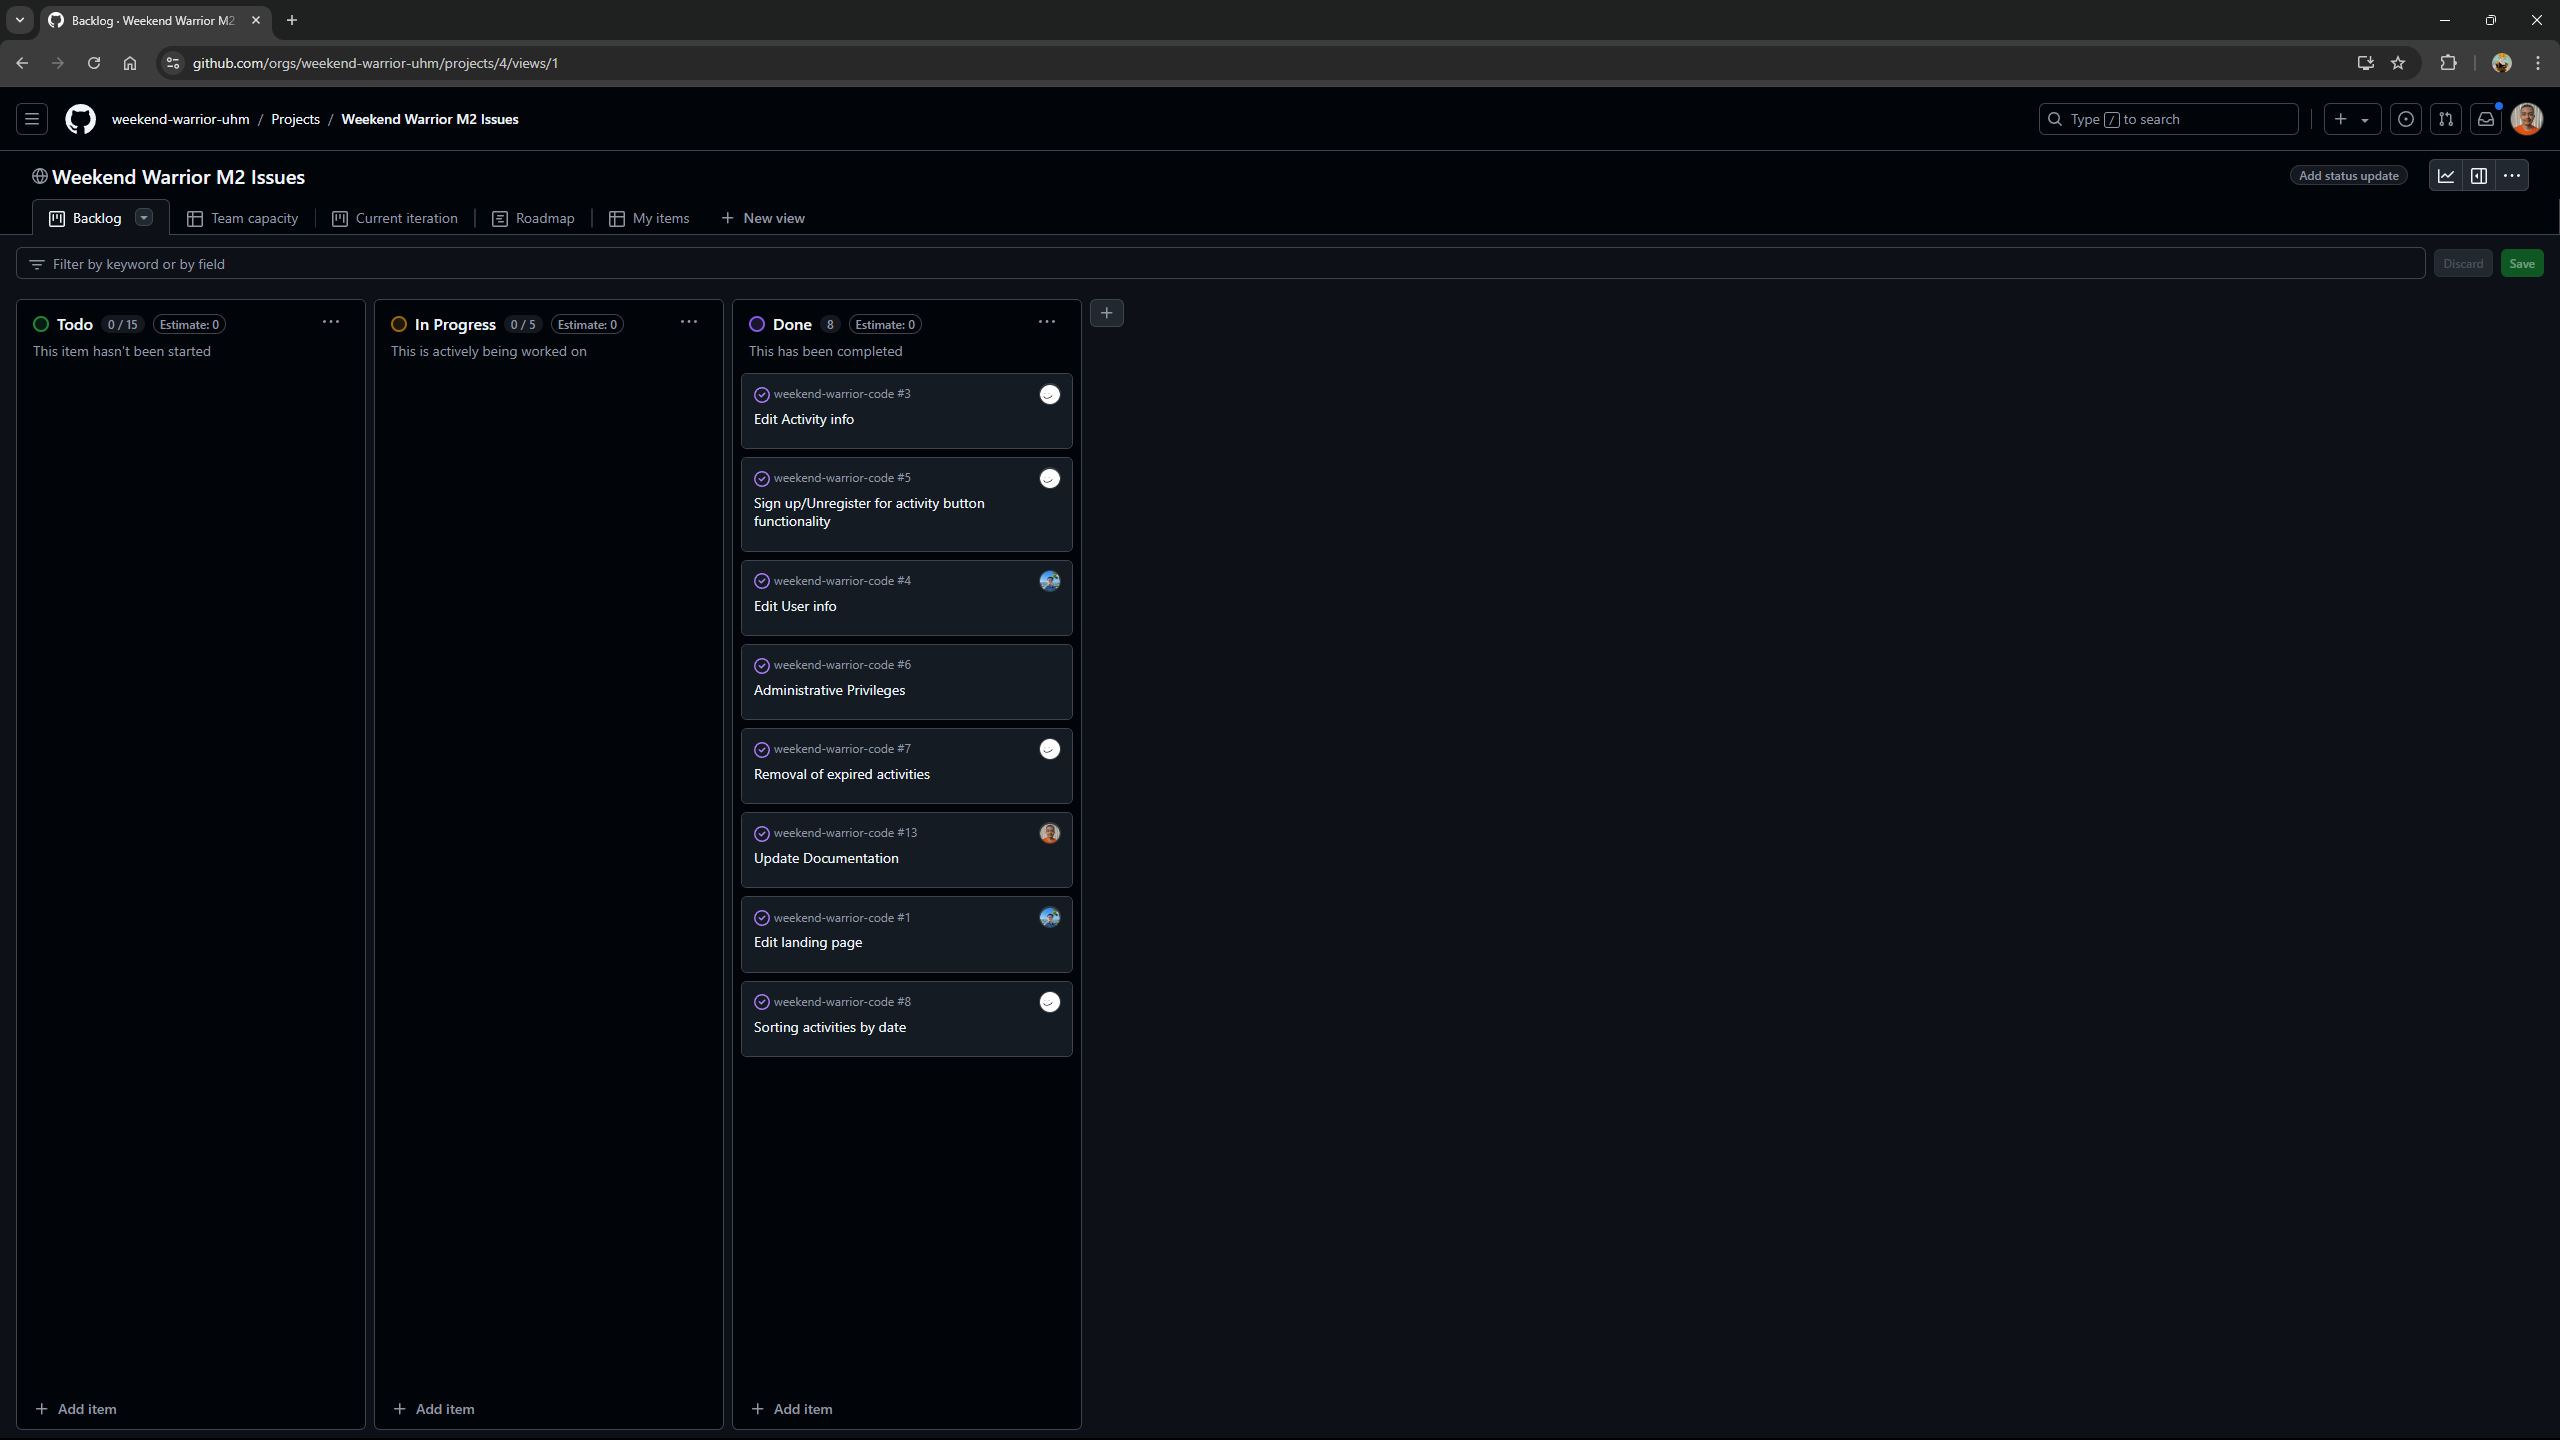 Backlog · Weekend Warrior M2
github.com/orgs/weekend-warrior-uhm/projects/4/views/1
weekend-warrior-uhm / Projects / Weekend Warrior M2 Issues
Type / to search
Weekend Warrior M2 Issues
Add status update
Backlog
Team capacity
Current iteration
Roadmap
My items
New view
Filter by keyword or by field
Discard
Save
Todo 0 / 15 Estimate: 0
This item hasn't been started
Add item
In Progress 0 / 5 Estimate: 0
This is actively being worked on
Add item
Done 8 Estimate: 0
This has been completed
weekend-warrior-code #3
Edit Activity info
weekend-warrior-code #5
Sign up/Unregister for activity button
functionality
weekend-warrior-code #4
Edit User info
weekend-warrior-code #6
Administrative Privileges
weekend-warrior-code #7
Removal of expired activities
weekend-warrior-code #13
Update Documentation
weekend-warrior-code #1
Edit landing page
weekend-warrior-code #8
Sorting activities by date
Add item